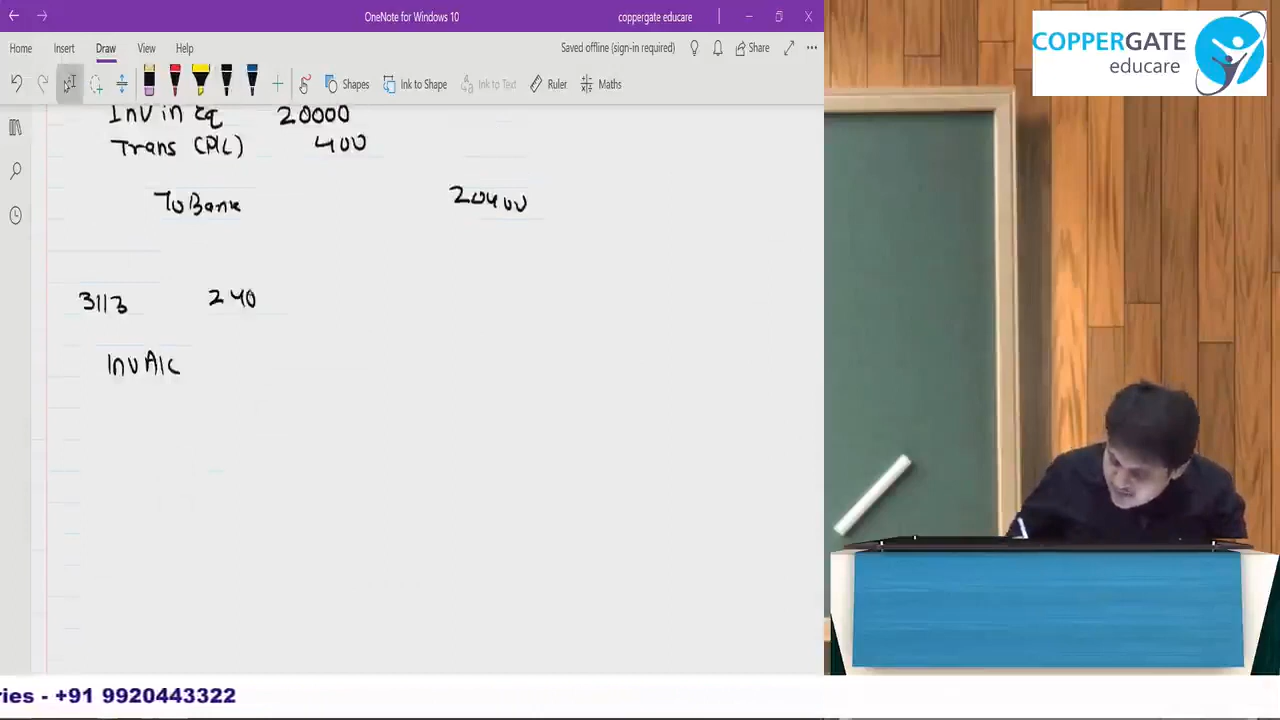 OneNote for Windows 10
coppergate educare
Home Insert Draw View Help
Saved offline (sign-in required)
Share
Shapes
Ink to Shape
Ink to Text
Ruler
Maths
COPPERGATE
educare
Inv in Eq 20000
Trans (P/L) 400
To Bank 20400
3113 240
Inv A/C
ries - +91 9920443322